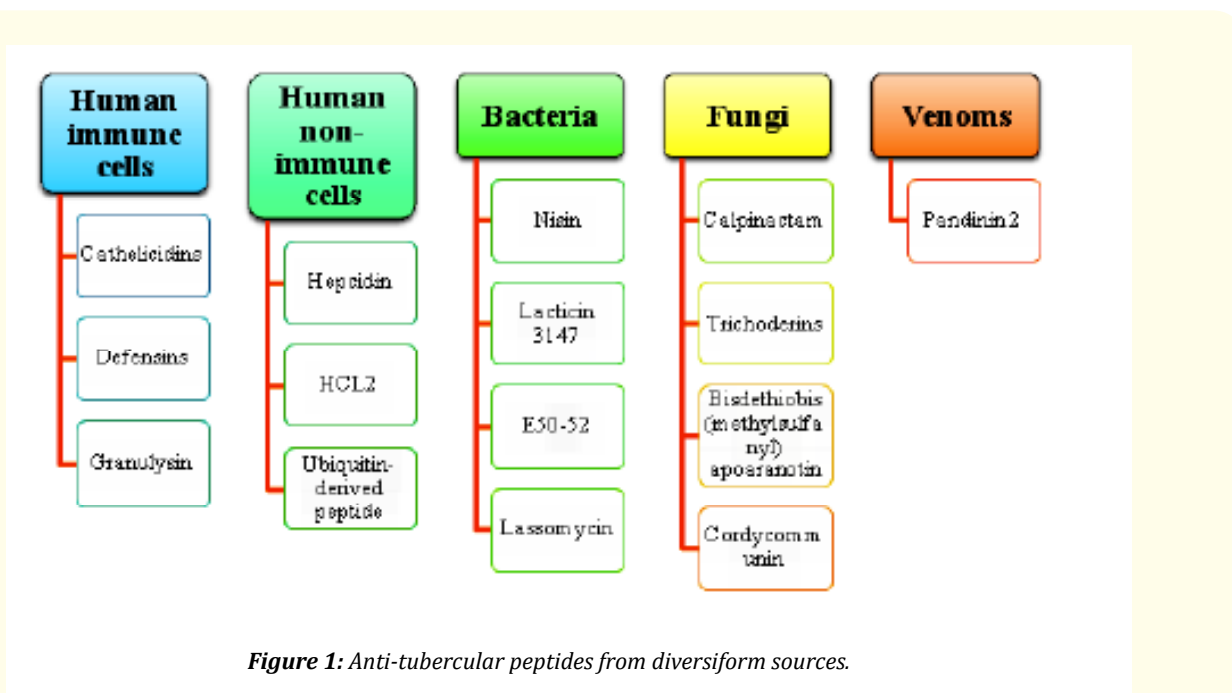 Human
immune
cells
Cathelicidins
Defensins
Granulysin
Human
non-
immune
cells
Hepcidin
HCL2
Ubiquitin-
derived
peptide
Bacteria
Nisin
Lacticin
3147
E50-52
Lassomycin
Fungi
Calpinactam
Trichoderins
Bisdethiobis
(methylsulfa
nyl)
apoaranotin
Cordycomm
unin
Venoms
Pandinin2
Figure 1: Anti-tubercular peptides from diversiform sources.